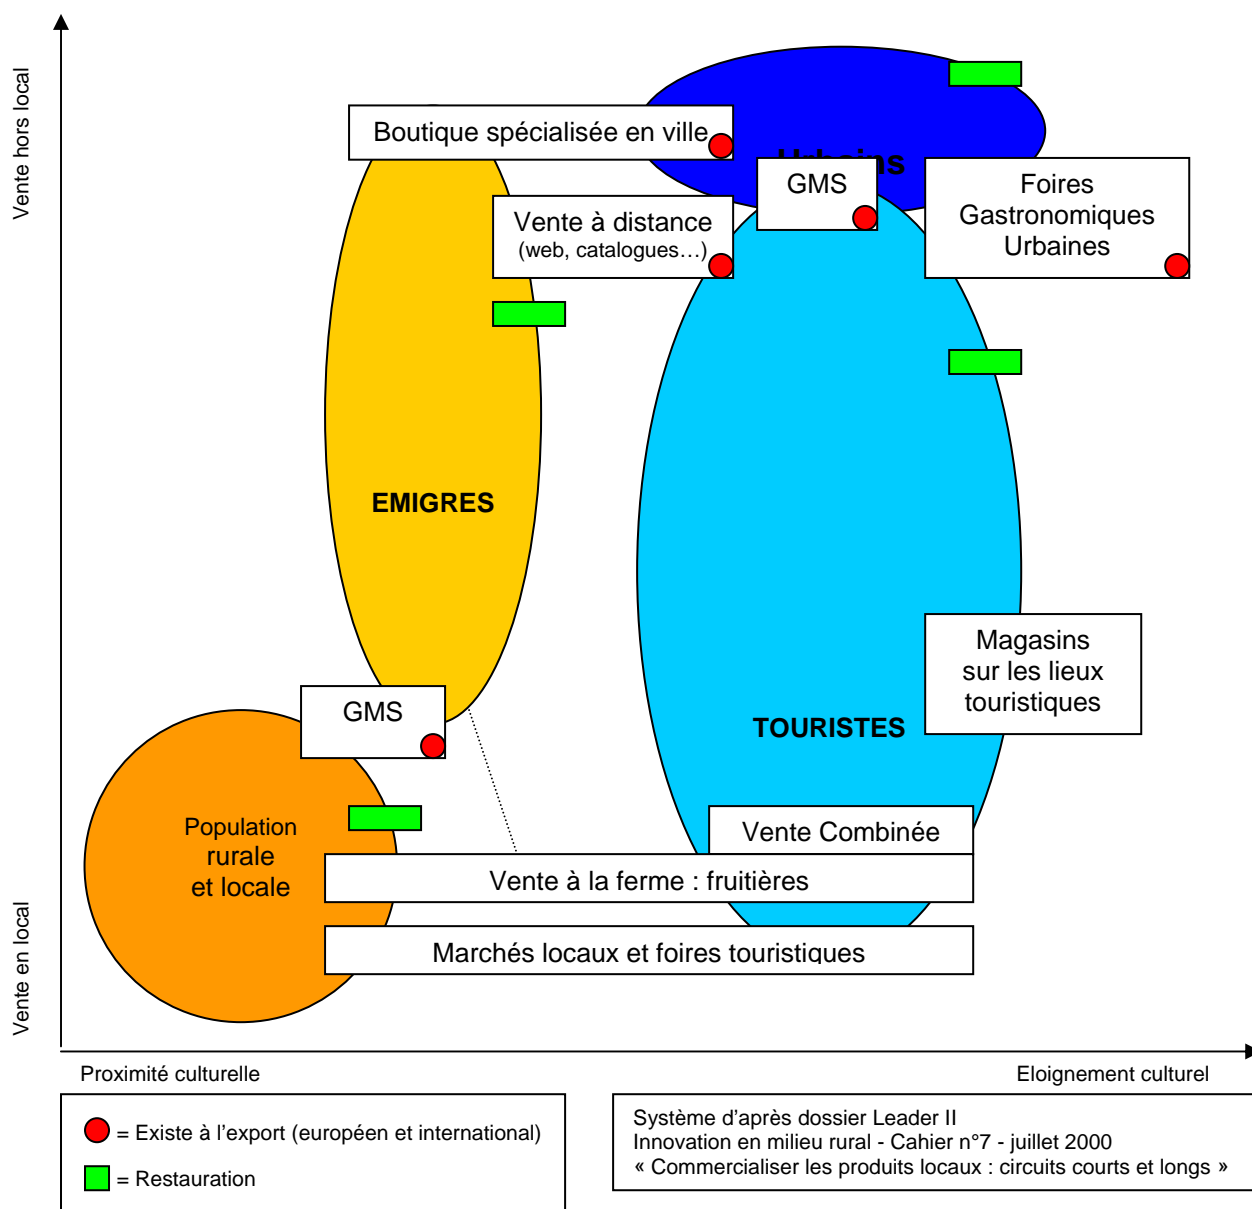 Vente hors local
Boutique spécialisée en ville
Urbains
GMS
Foires
Gastronomiques
Urbaines
Vente à distance
(web, catalogues…)
EMIGRES
Magasins
sur les lieux
touristiques
GMS
TOURISTES
Population
rurale
et locale
Vente Combinée
Vente à la ferme : fruitières
Marchés locaux et foires touristiques
Vente en local
Proximité culturelle
Eloignement culturel
= Existe à l’export (européen et international)
= Restauration
Système d’après dossier Leader II
Innovation en milieu rural - Cahier n°7 - juillet 2000
« Commercialiser les produits locaux : circuits courts et longs »